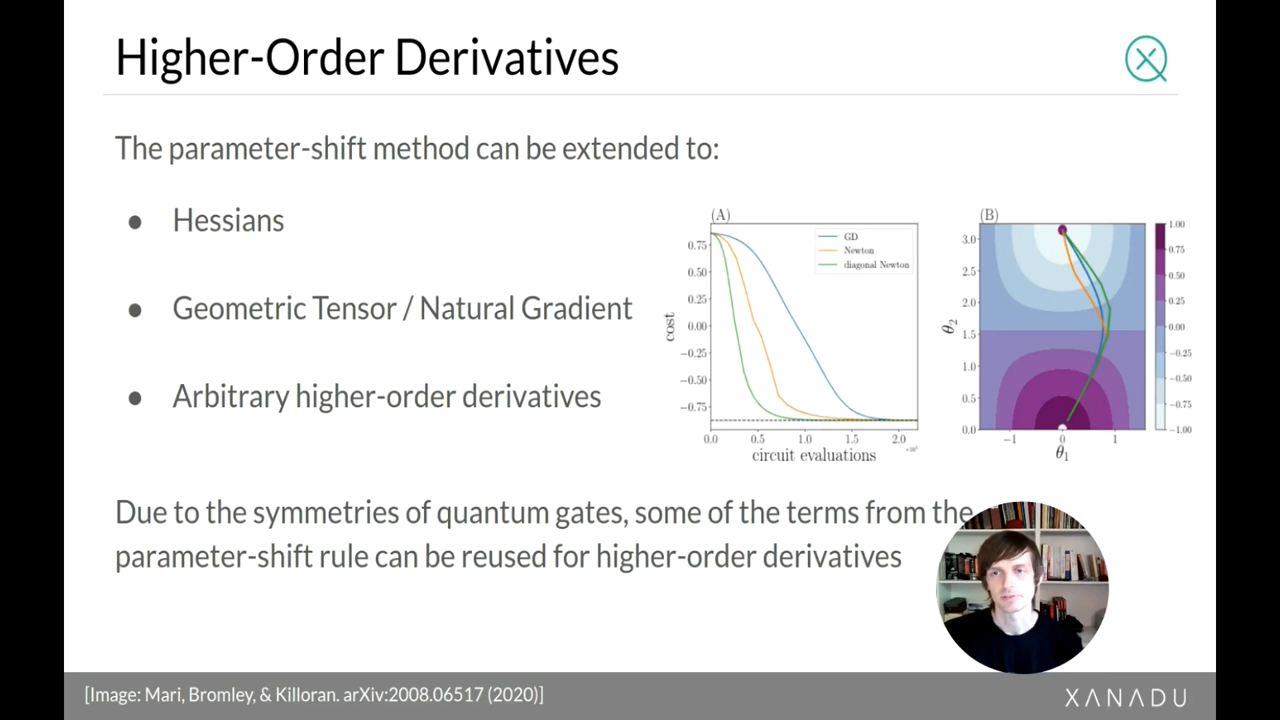 Higher-Order Derivatives
The parameter-shift method can be extended to:
● Hessians
● Geometric Tensor / Natural Gradient
● Arbitrary higher-order derivatives
(A)
GD
Newton
diagonal Newton
cost
0.75
0.50
0.25
0.00
−0.25
−0.50
−0.75
0.0 0.5 1.0 1.5 2.0
circuit evaluations
(B)
θ2
3.0
2.5
2.0
1.5
1.0
0.5
0.0
−1 0 1
θ1
1.00
0.75
0.50
0.25
0.00
−0.25
−0.50
−0.75
−1.00
Due to the symmetries of quantum gates, some of the terms from the
parameter-shift rule can be reused for higher-order derivatives
[Image: Mari, Bromley, & Killoran. arXiv:2008.06517 (2020)]
XANADU